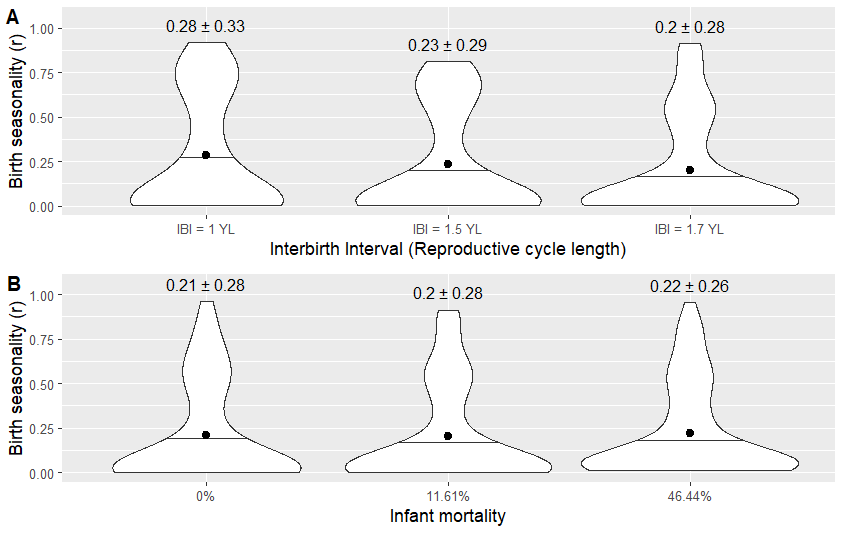 A
Birth seasonality (r)
1.00
0.75
0.50
0.25
0.00
0.28 ± 0.33
0.23 ± 0.29
0.2 ± 0.28
IBI = 1 YL
IBI = 1.5 YL
IBI = 1.7 YL
Interbirth Interval (Reproductive cycle length)
B
Birth seasonality (r)
1.00
0.75
0.50
0.25
0.00
0.21 ± 0.28
0.2 ± 0.28
0.22 ± 0.26
0%
11.61%
46.44%
Infant mortality